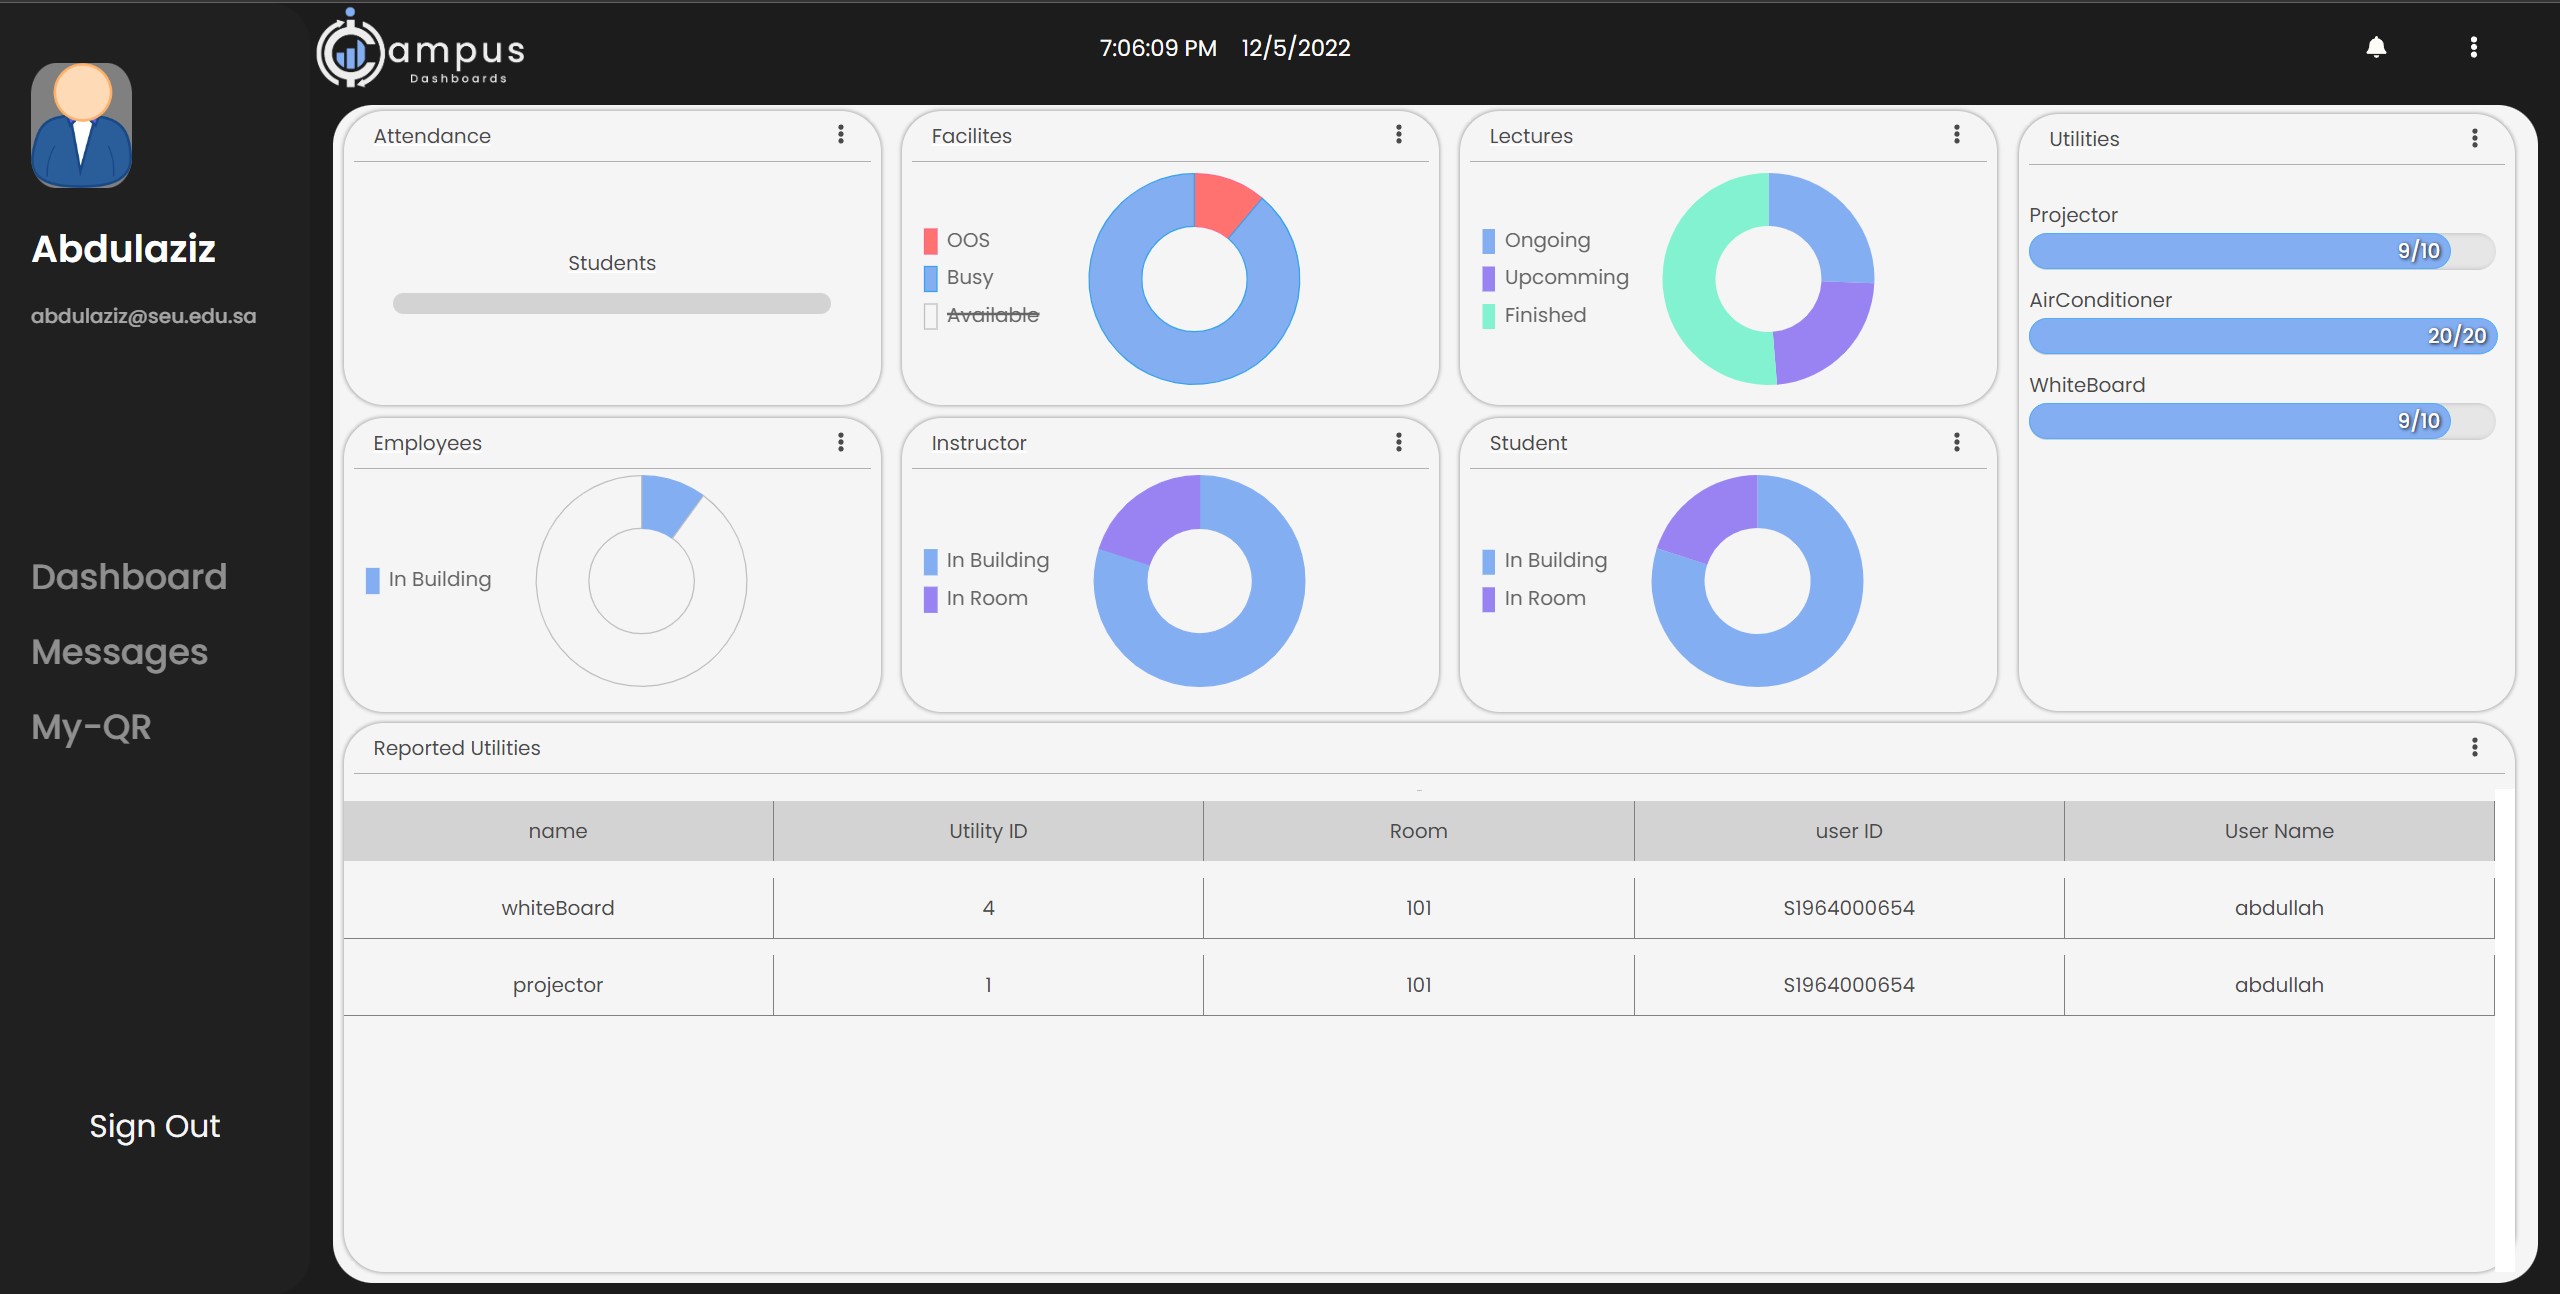 Campus
Dashboards
7:06:09 PM 12/5/2022
Abdulaziz
abdulaziz@seu.edu.sa
Dashboard
Messages
My-QR
Sign Out
Attendance
Students
Facilites
OOS
Busy
Available
Lectures
Ongoing
Upcomming
Finished
Utilities
Projector
9/10
AirConditioner
20/20
WhiteBoard
9/10
Employees
In Building
Instructor
In Building
In Room
Student
In Building
In Room
Reported Utilities
name Utility ID Room user ID User Name
whiteBoard 4 101 S1964000654 abdullah
projector 1 101 S1964000654 abdullah